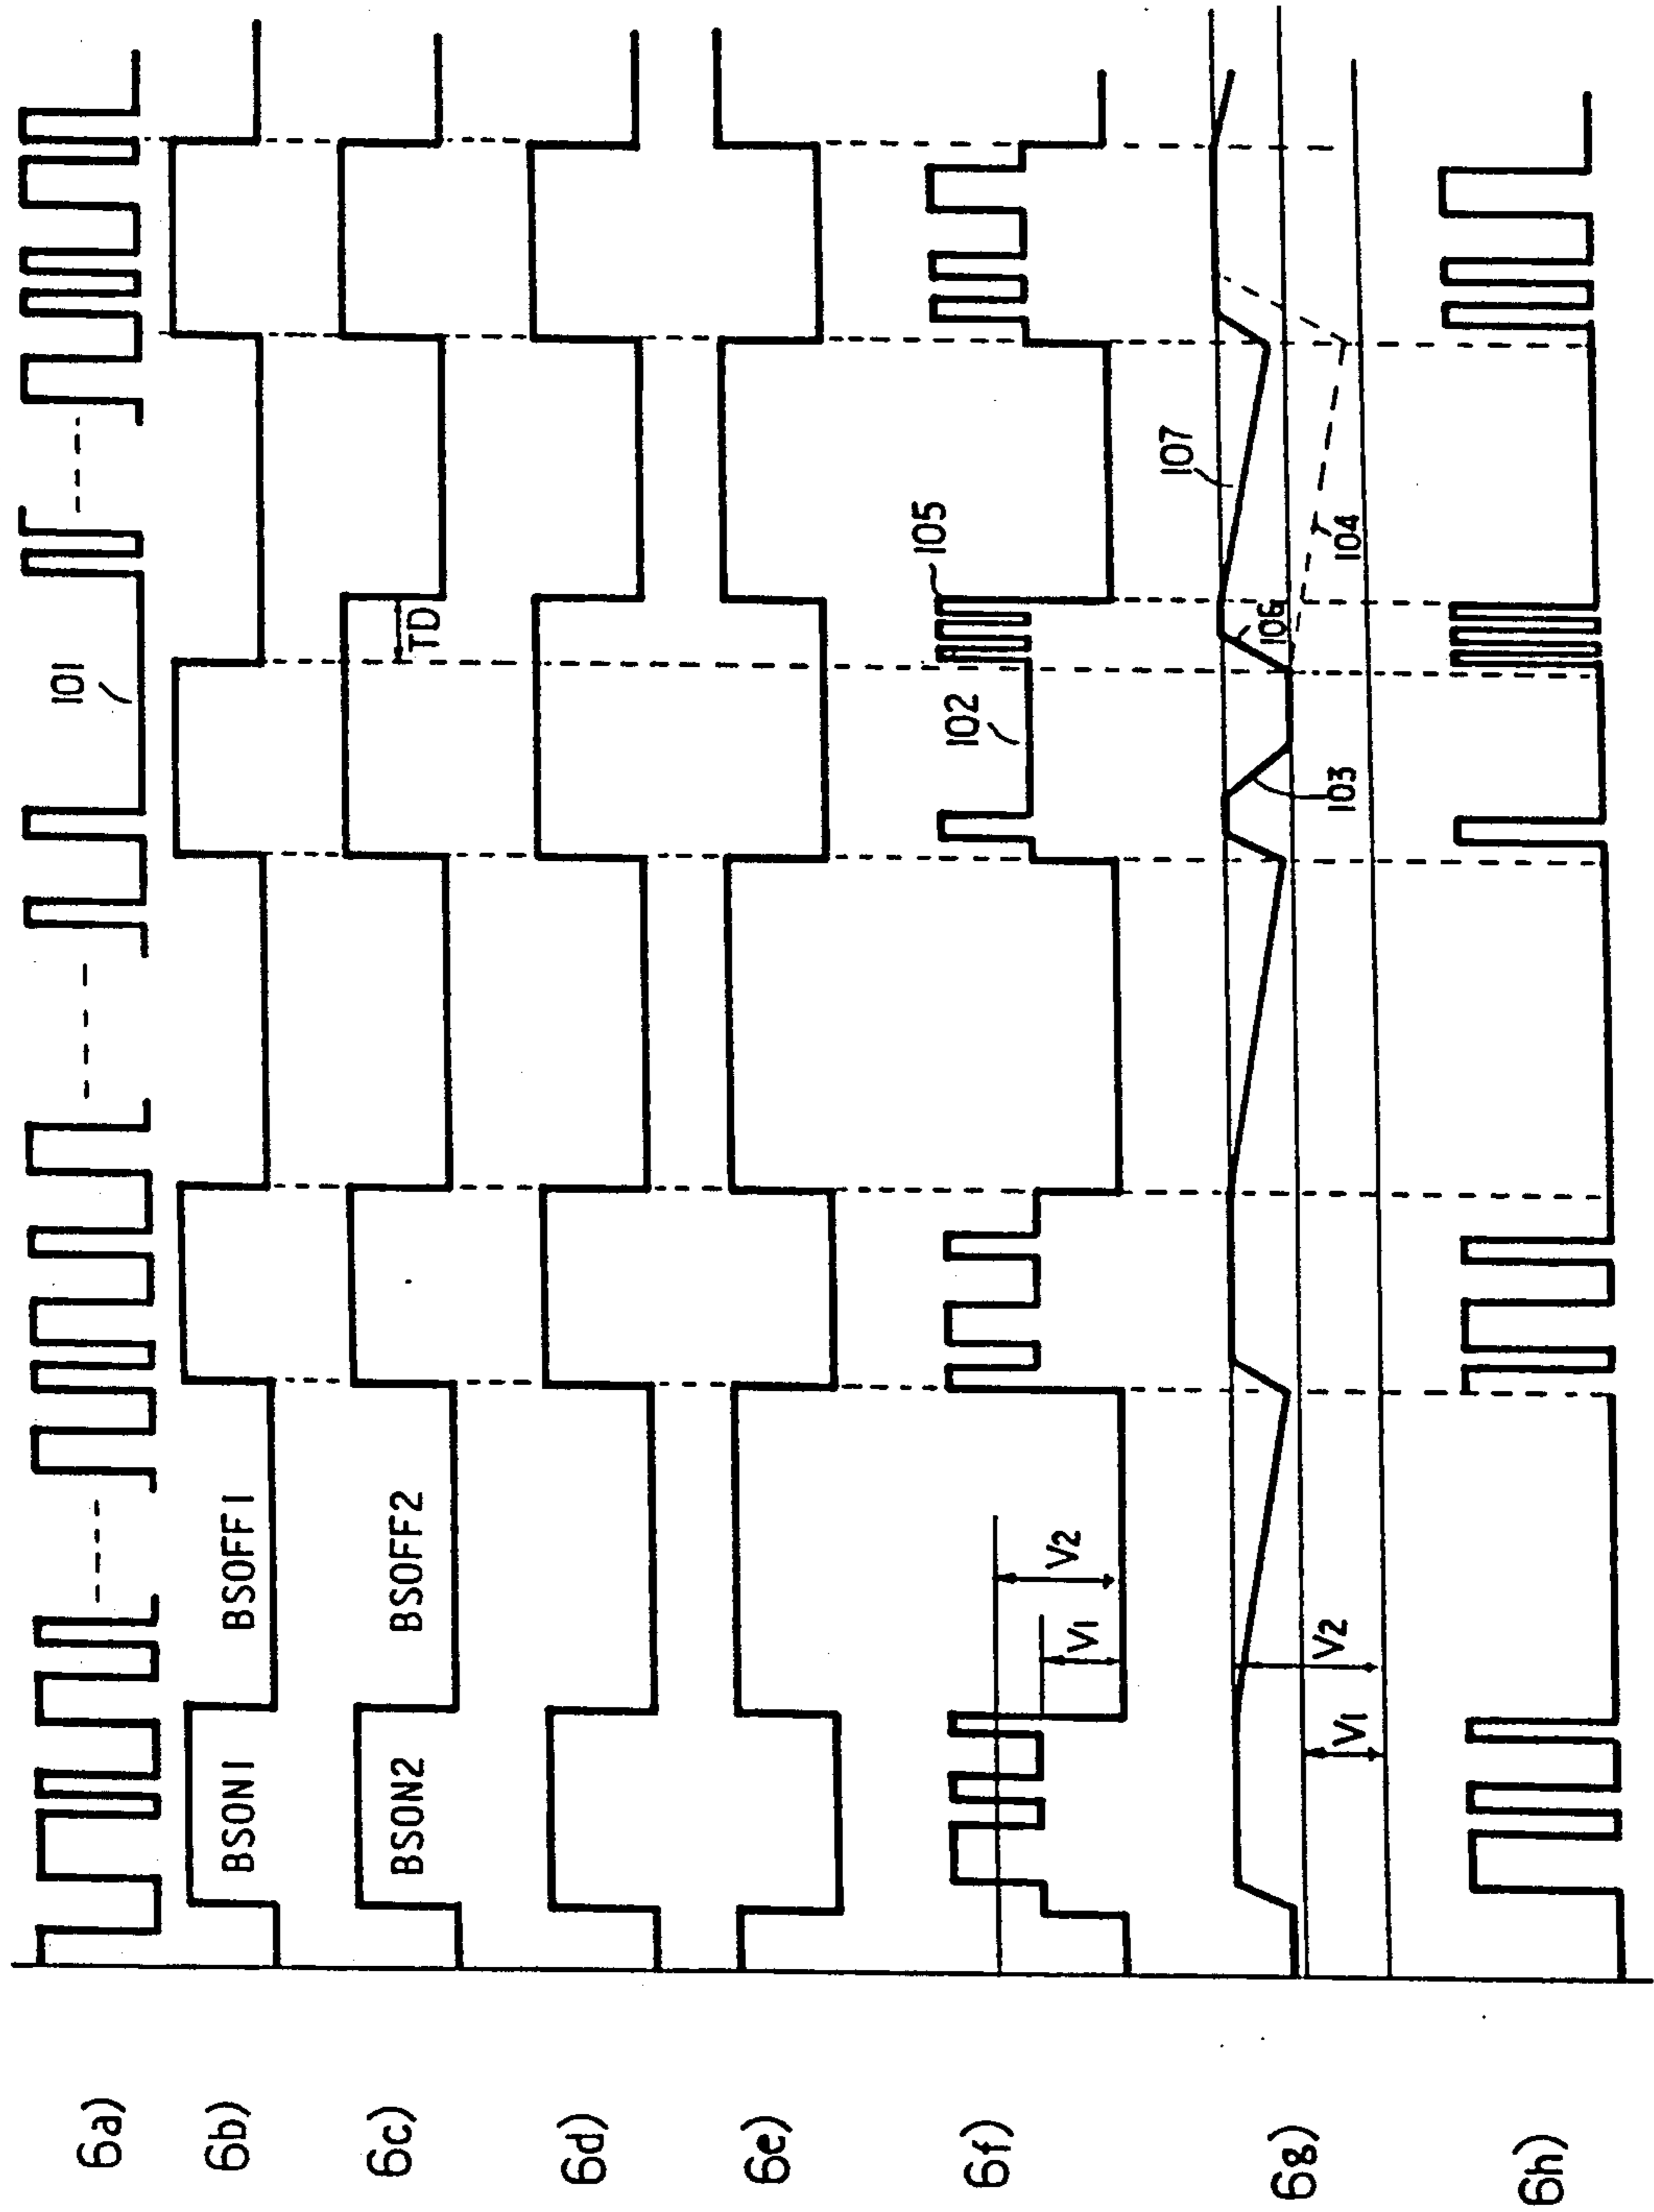 6a)
101
6b)
BSON1
BSOFF1
6c)
BSON2
BSOFF2
TD
6d)
6e)
6f)
V1
V2
102
105
6g)
V1
V2
103
106
104
107
6h)